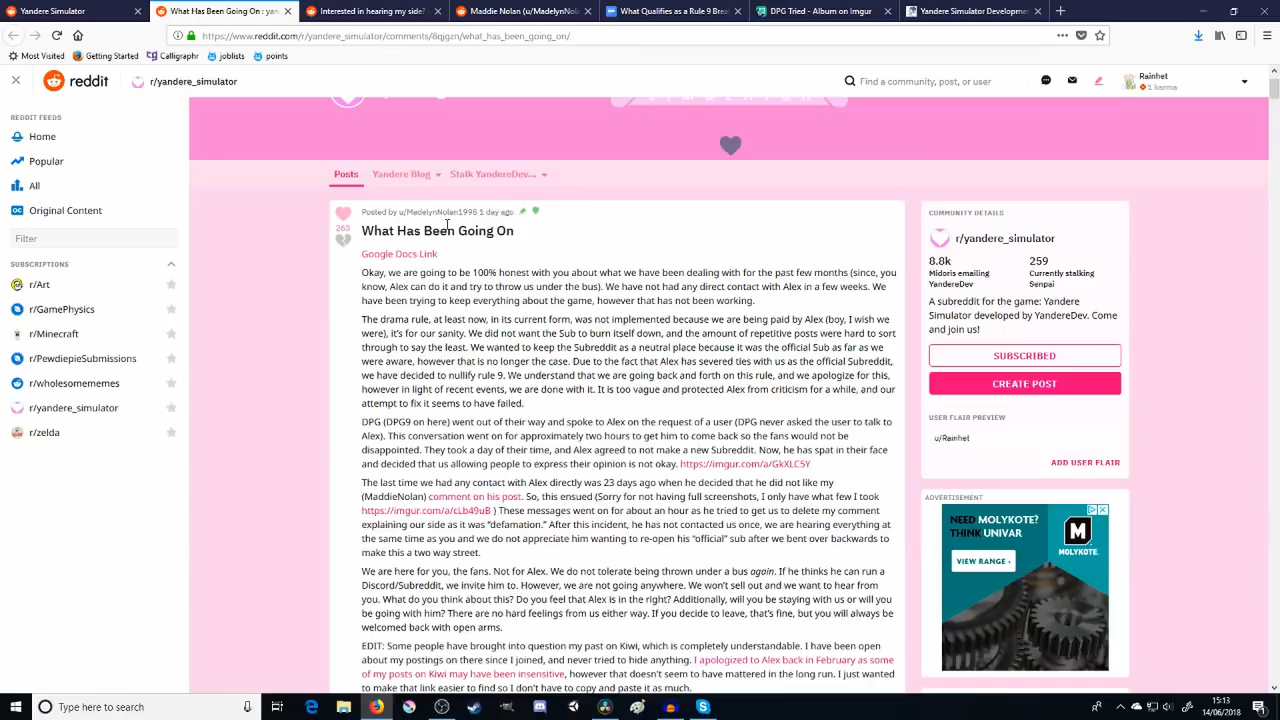 Yandere Simulator
What Has Been Going On : yan
Interested in hearing my side?
Maddie Nolan (u/MadelynNola
What Qualifies as a Rule 9 Brea
DPG Tried - Album on Imgur
Yandere Simulator Developme
https://www.reddit.com/r/yandere_simulator/comments/8qjgzn/what_has_been_going_on/
Most Visited
Getting Started
Calligraphr
joblists
points
reddit
r/yandere_simulator
Find a community, post, or user
Rainhet
1 karma
REDDIT FEEDS
Home
Popular
All
Original Content
Filter
SUBSCRIPTIONS
r/Art
r/GamePhysics
r/Minecraft
r/PewdiepieSubmissions
r/wholesomememes
r/yandere_simulator
r/zelda
Posts
Yandere Blog
Stalk YandereDev...
263
Posted by u/MadelynNolan1995 1 day ago
What Has Been Going On
Google Docs Link
Okay, we are going to be 100% honest with you about what we have been dealing with for the past few months (since, you
know, Alex can do it and try to throw us under the bus). We have not had any direct contact with Alex in a few weeks. We
have been trying to keep everything about the game, however that has not been working.
The drama rule, at least now, in its current form, was not implemented because we are being paid by Alex (boy, I wish we
were), it's for our sanity. We did not want the Sub to burn itself down, and the amount of repetitive posts were hard to sort
through to say the least. We wanted to keep the Subreddit as a neutral place because it was the official Sub as far as we
were aware, however that is no longer the case. Due to the fact that Alex has severed ties with us as the official Subreddit,
we have decided to nullify rule 9. We understand that we are going back and forth on this rule, and we apologize for this,
however in light of recent events, we are done with it. It is too vague and protected Alex from criticism for a while, and our
attempt to fix it seems to have failed.
DPG (DPG9 on here) went out of their way and spoke to Alex on the request of a user (DPG never asked the user to talk to
Alex). This conversation went on for approximately two hours to get him to come back so the fans would not be
disappointed. They took a day of their time, and Alex agreed to not make a new Subreddit. Now, he has spat in their face
and decided that us allowing people to express their opinion is not okay. https://imgur.com/a/GkXLC5Y
The last time we had any contact with Alex directly was 23 days ago when he decided that he did not like my
(MaddieNolan) comment on his post. So, this ensued (Sorry for not having full screenshots, I only have what few I took
https://imgur.com/a/cLb49uB ) These messages went on for about an hour as he tried to get us to delete my comment
explaining our side as it was "defamation." After this incident, he has not contacted us once, we are hearing everything at
the same time as you and we do not appreciate him wanting to re-open his "official" sub after we bent over backwards to
make this a two way street.
We are here for you, the fans. Not for Alex. We do not tolerate being thrown under a bus again. If he thinks he can run a
Discord/Subreddit, we invite him to. However, we are not going anywhere. We won't sell out and we want to hear from
you. What do you think about this? Do you feel that Alex is in the right? Additionally, will you be staying with us or will you
be going with him? There are no hard feelings from us either way. If you decide to leave, that's fine, but you will always be
welcomed back with open arms.
EDIT: Some people have brought into question my past on Kiwi, which is completely understandable. I have been open
about my postings on there since I joined, and never tried to hide anything. I apologized to Alex back in February as some
of my posts on Kiwi may have been insensitive, however that doesn't seem to have mattered in the long run. I just wanted
to make that link easier to find so I don't have to copy and paste it as much.
COMMUNITY DETAILS
r/yandere_simulator
8.8k
259
Midoris emailing
YandereDev
Currently stalking
Senpai
A subreddit for the game: Yandere
Simulator developed by YandereDev. Come
and join us!
SUBSCRIBED
CREATE POST
USER FLAIR PREVIEW
u/Rainhet
ADD USER FLAIR
ADVERTISEMENT
NEED MOLYKOTE?
THINK UNIVAR
VIEW RANGE
MOLYKOTE.
Type here to search
15:13
14/06/2018